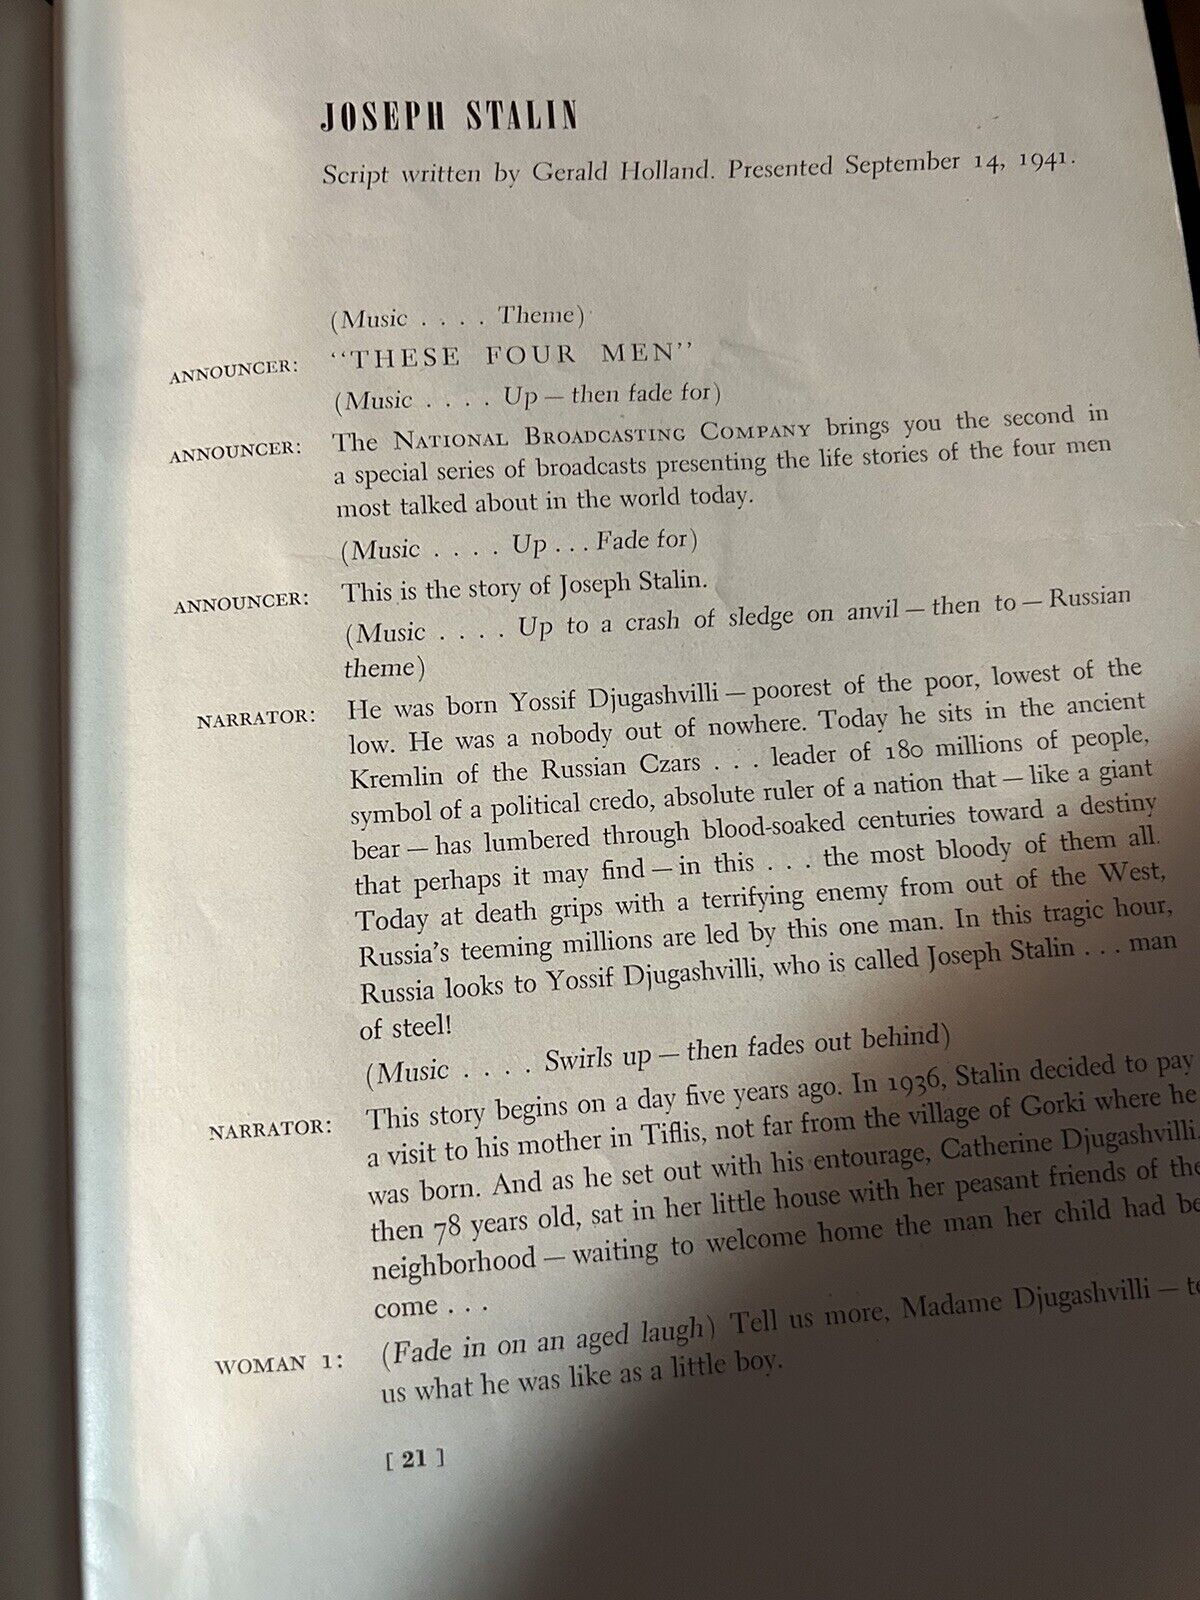 JOSEPH STALIN
Script written by Gerald Holland. Presented September 14, 1941.
(Music . . . . Theme)
ANNOUNCER: "THESE FOUR MEN"
(Music . . . . Up — then fade for)
ANNOUNCER: The NATIONAL BROADCASTING COMPANY brings you the second in
a special series of broadcasts presenting the life stories of the four men
most talked about in the world today.
(Music . . . . Up . . . Fade for)
ANNOUNCER: This is the story of Joseph Stalin.
(Music . . . . Up to a crash of sledge on anvil — then to — Russian
theme)
NARRATOR: He was born Yossif Djugashvilli — poorest of the poor, lowest of the
low. He was a nobody out of nowhere. Today he sits in the ancient
Kremlin of the Russian Czars . . . leader of 180 millions of people,
symbol of a political credo, absolute ruler of a nation that — like a giant
bear — has lumbered through blood-soaked centuries toward a destiny
that perhaps it may find — in this . . . the most bloody of them all.
Today at death grips with a terrifying enemy from out of the West,
Russia's teeming millions are led by this one man. In this tragic hour,
Russia looks to Yossif Djugashvilli, who is called Joseph Stalin . . . man
of steel!
(Music . . . . Swirls up — then fades out behind)
NARRATOR: This story begins on a day five years ago. In 1936, Stalin decided to pay
a visit to his mother in Tiflis, not far from the village of Gorki where he
was born. And as he set out with his entourage, Catherine Djugashvilli,
then 78 years old, sat in her little house with her peasant friends of the
neighborhood — waiting to welcome home the man her child had be
come . . .
WOMAN 1: (Fade in on an aged laugh) Tell us more, Madame Djugashvilli — te
us what he was like as a little boy.
[ 21 ]